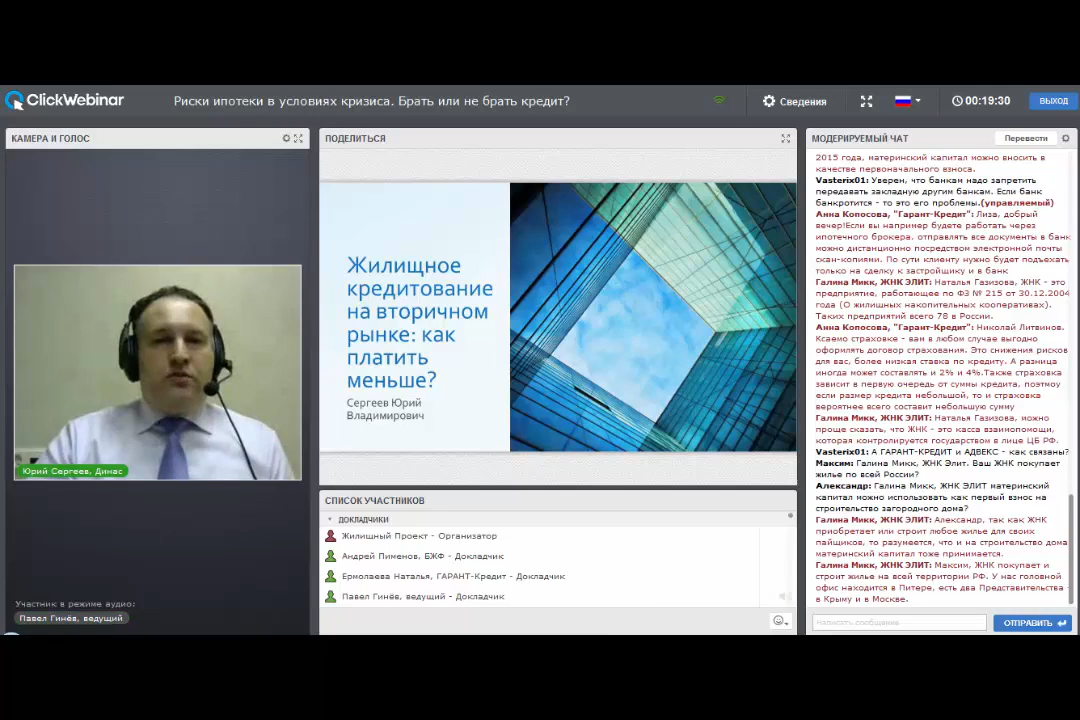 ClickWebinar
Риски ипотеки в условиях кризиса. Брать или не брать кредит?
Сведения
00:19:30
ВЫХОД
КАМЕРА И ГОЛОС
Юрий Сергеев, Динас
Участник в режиме аудио:
Павел Гинёв, ведущий
ПОДЕЛИТЬСЯ
Жилищное
кредитование
на вторичном
рынке: как
платить
меньше?
Сергеев Юрий
Владимирович
СПИСОК УЧАСТНИКОВ
ДОКЛАДЧИКИ
Жилищный Проект - Организатор
Андрей Пименов, БЖФ - Докладчик
Ермолаева Наталья, ГАРАНТ-Кредит - Докладчик
Павел Гинёв, ведущий - Докладчик
МОДЕРИРУЕМЫЙ ЧАТ
Перевести
2015 года, материнский капитал можно вносить в
качестве первоначального взноса.
Vasterix01: Уверен, что банкам надо запретить
передавать закладную другим банкам. Если банк
банкротится - то это его проблемы.(управляемый)
Анна Копосова, "Гарант-Кредит": Лиза, добрый
вечер!Если вы например будете работать через
ипотечного брокера, отправлять все документы в банк
можно дистанционно посредством электронной почты
скан-копиями. По сути клиенту нужно будет подъехать
только на сделку к застройщику и в банк
Галина Микк, ЖНК ЭЛИТ: Наталья Газизова, ЖНК - это
предприятие, работающее по ФЗ № 215 от 30.12.2004
года (О жилищных накопительных кооперативах).
Таких предприятий всего 78 в России.
Анна Копосова, "Гарант-Кредит": Николай Литвинов.
Ксаемо страховке - вам в любом случае выгодно
оформлять договор страхования. Это снижения рисков
для вас, более низкая ставка по кредиту. А разница
иногда может составлять и 2% и 4%.Также страховка
зависит в первую очередь от суммы кредита, поэтмоу
если размер кредита небольшой, то и страховка
вероятнее всего составит небольшую сумму
Галина Микк, ЖНК ЭЛИТ: Наталья Газизова, можно
проще сказать, что ЖНК - это касса взаимопомощи,
которая контролируется государством в лице ЦБ РФ.
Vasterix01: А ГАРАНТ-КРЕДИТ и АДВЕКС - как связаны?
Максим: Галина Микк, ЖНК Элит. Ваш ЖНК покупает
жилье по всей России?
Александр: Галина Микк, ЖНК ЭЛИТ материнский
капитал можно использовать как первый взнос на
строительство загородного дома?
Галина Микк, ЖНК ЭЛИТ: Александр, так как ЖНК
приобретает или строит любое жилье для своих
пайщиков, то разумеется, что и на строительство дома
материнский капитал тоже принимается.
Галина Микк, ЖНК ЭЛИТ: Максим, ЖНК покупает и
строит жилье на всей территории РФ. У нас головной
офис находится в Питере, есть два Представительства -
в Крыму и в Москве.
Написать сообщение
ОТПРАВИТЬ